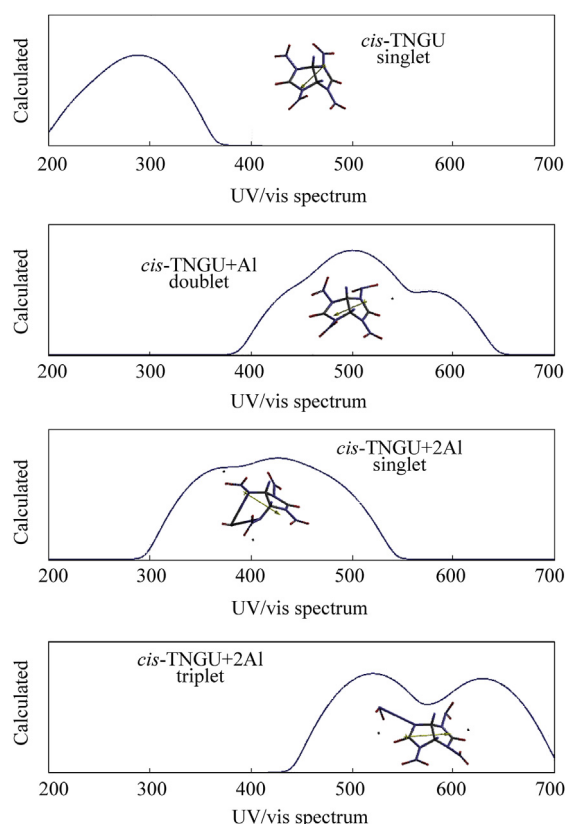 Calculated
cis-TNGU
singlet
200 300 400 500 600 700
UV/vis spectrum
Calculated
cis-TNGU+Al
doublet
200 300 400 500 600 700
UV/vis spectrum
Calculated
cis-TNGU+2Al
singlet
200 300 400 500 600 700
UV/vis spectrum
Calculated
cis-TNGU+2Al
triplet
200 300 400 500 600 700
UV/vis spectrum